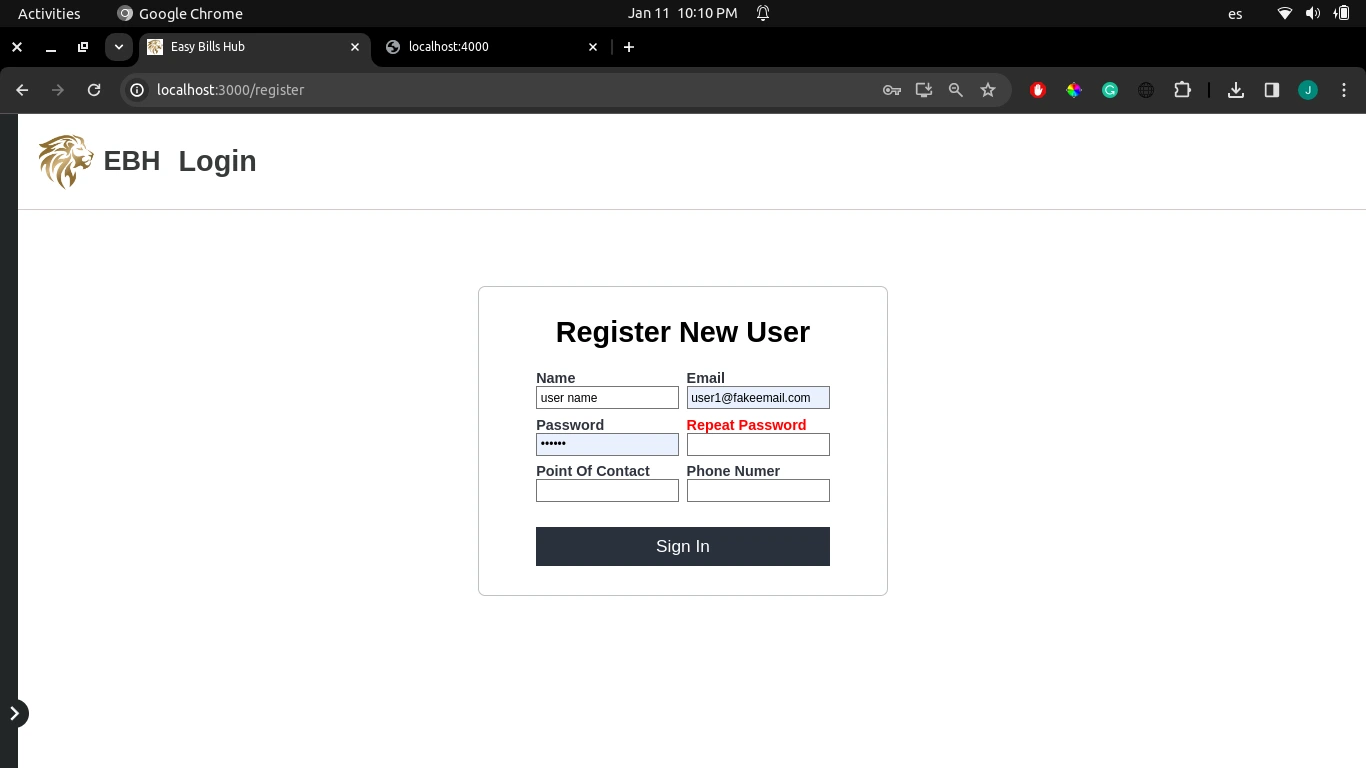 Activities Google Chrome Jan 11 10:10 PM es
Easy Bills Hub localhost:4000
localhost:3000/register J
EBH Login
Register New User
Name Email
user name user1@fakeemail.com
Password Repeat Password
••••••
Point Of Contact Phone Numer
Sign In